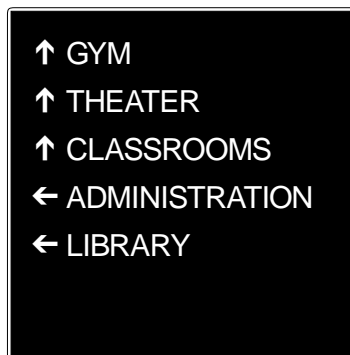 ↑ GYM
↑ THEATER
↑ CLASSROOMS
← ADMINISTRATION
← LIBRARY